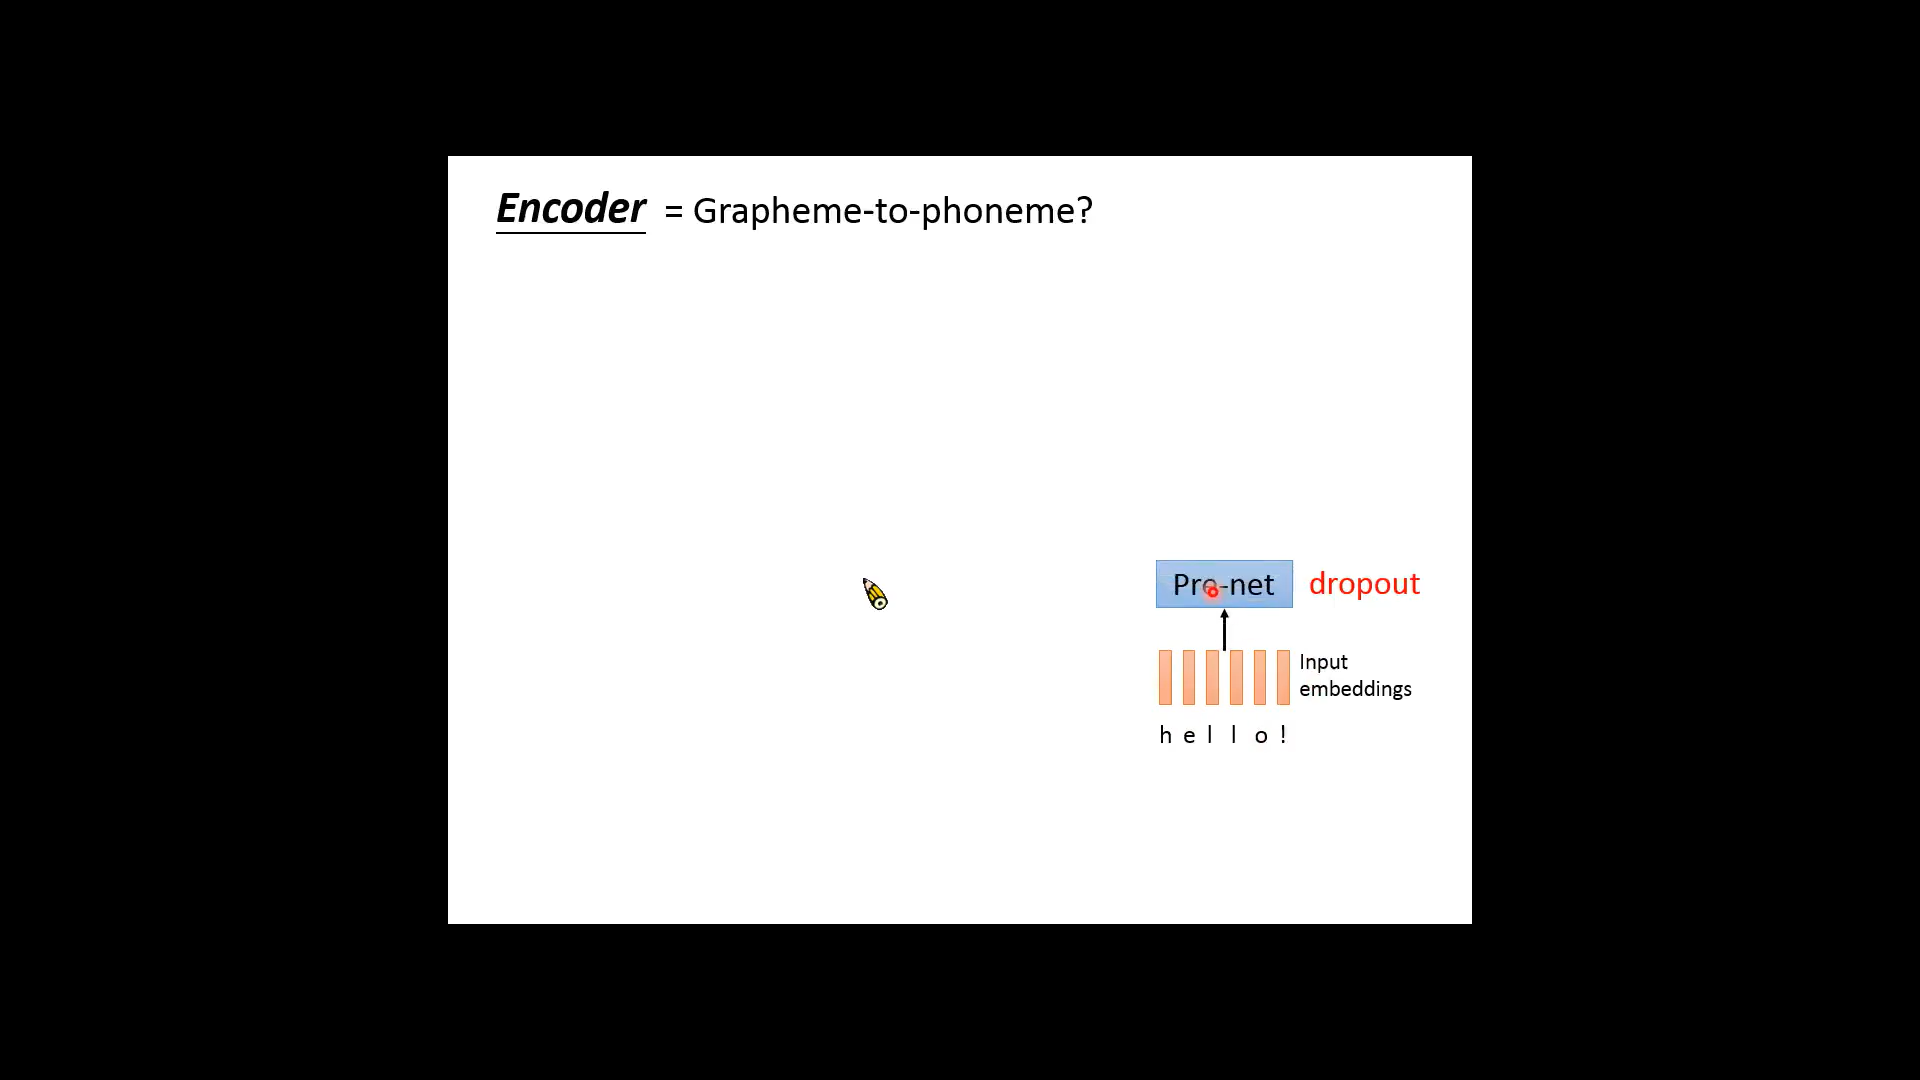 Encoder = Grapheme-to-phoneme?
Pre-net dropout
Input
embeddings
h e l l o !